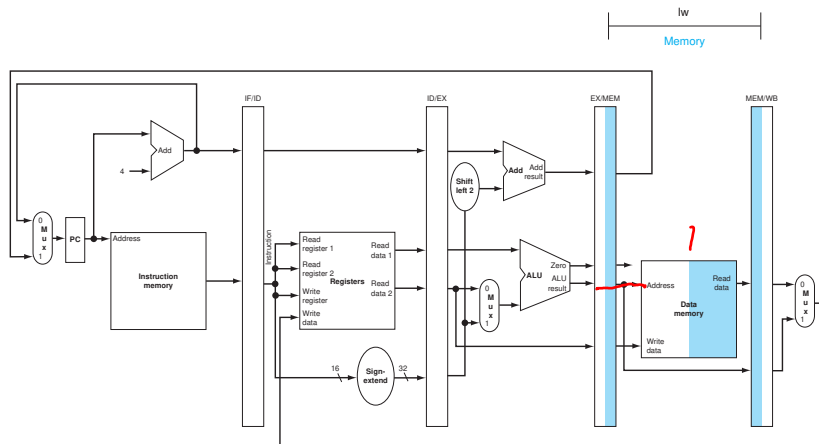 lw
Memory
IF/ID
ID/EX
EX/MEM
MEM/WB
Add
4
Shift
left 2
Add
Add
result
0
M
u
x
1
PC
Address
Instruction
memory
Instruction
Read
register 1
Read
register 2
Write
register
Write
data
Registers
Read
data 1
Read
data 2
0
M
u
x
1
ALU
Zero
ALU
result
Address
Write
data
Read
data
Data
memory
1
0
M
u
x
1
16
Sign-
extend
32